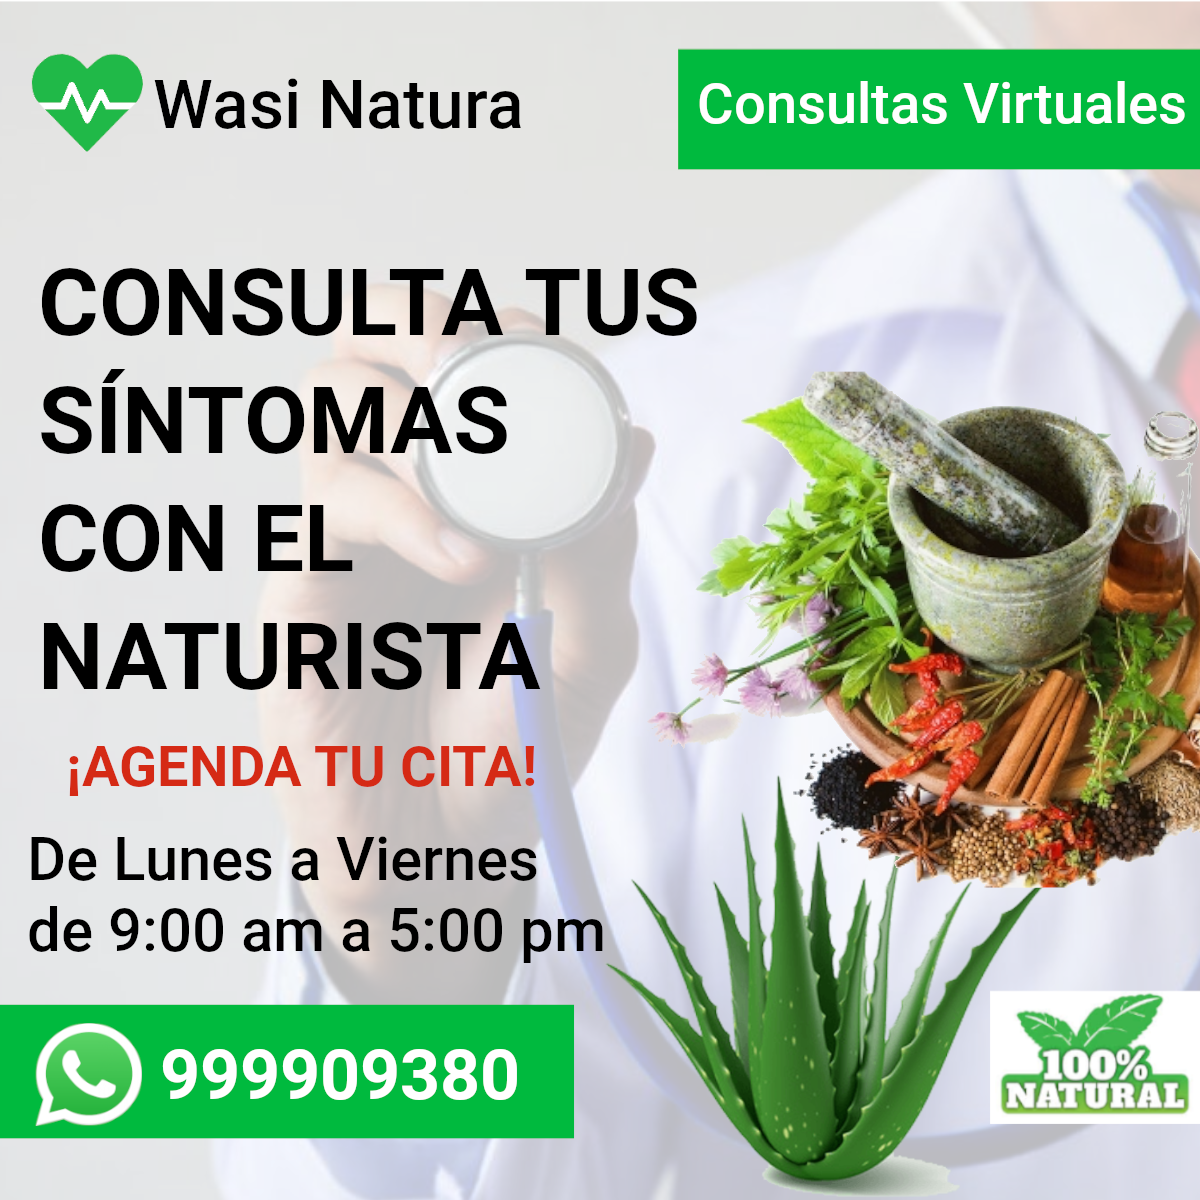 Wasi Natura
Consultas Virtuales
CONSULTA TUS
SÍNTOMAS
CON EL
NATURISTA
¡AGENDA TU CITA!
De Lunes a Viernes
de 9:00 am a 5:00 pm
999909380
100%
NATURAL